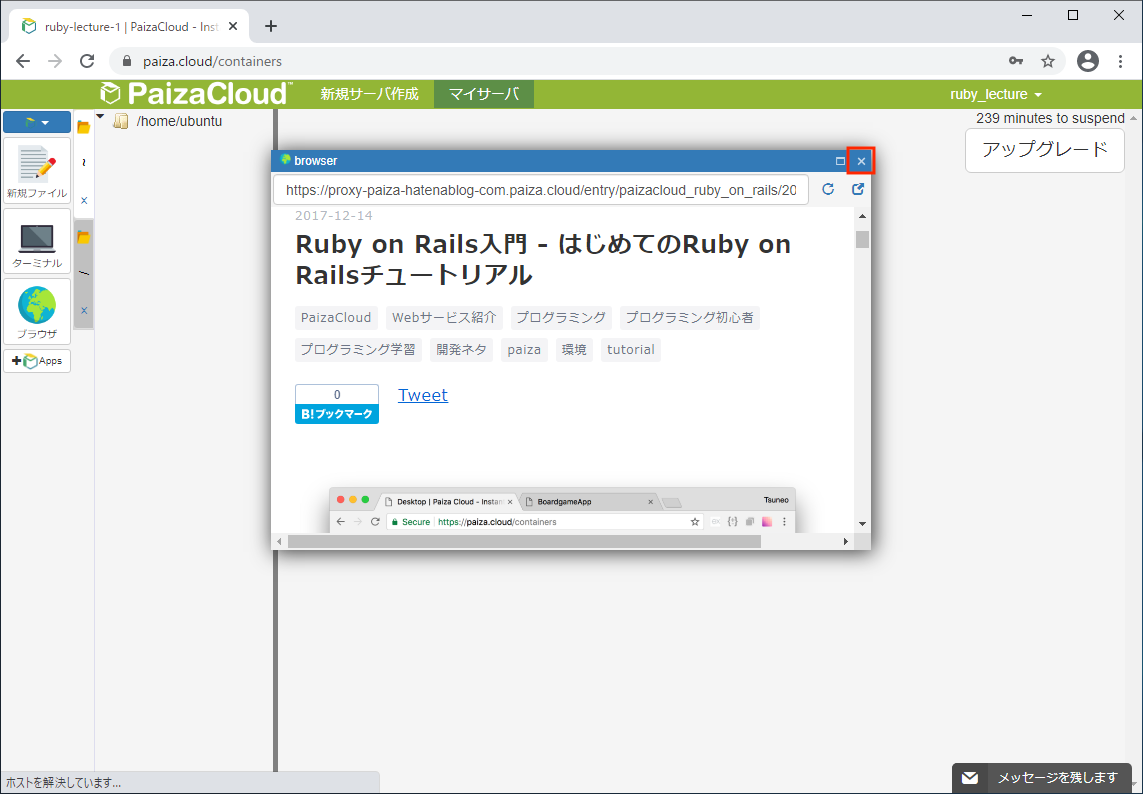 ruby-lecture-1 | PaizaCloud - Inst
paiza.cloud/containers
PaizaCloud™
新規サーバ作成
マイサーバ
ruby_lecture
239 minutes to suspend
アップグレード
/home/ubuntu
新規ファイル
ターミナル
ブラウザ
Apps
~
x
/
x
browser
https://proxy-paiza-hatenablog-com.paiza.cloud/entry/paizacloud_ruby_on_rails/20
2017-12-14
Ruby on Rails入門 - はじめてのRuby on
Railsチュートリアル
PaizaCloud Webサービス紹介 プログラミング プログラミング初心者
プログラミング学習 開発ネタ paiza 環境 tutorial
0
B!ブックマーク
Tweet
Desktop | Paiza Cloud - Instan
BoardgameApp
Tsuneo
Secure
https://paiza.cloud/containers
ホストを解決しています...
メッセージを残します